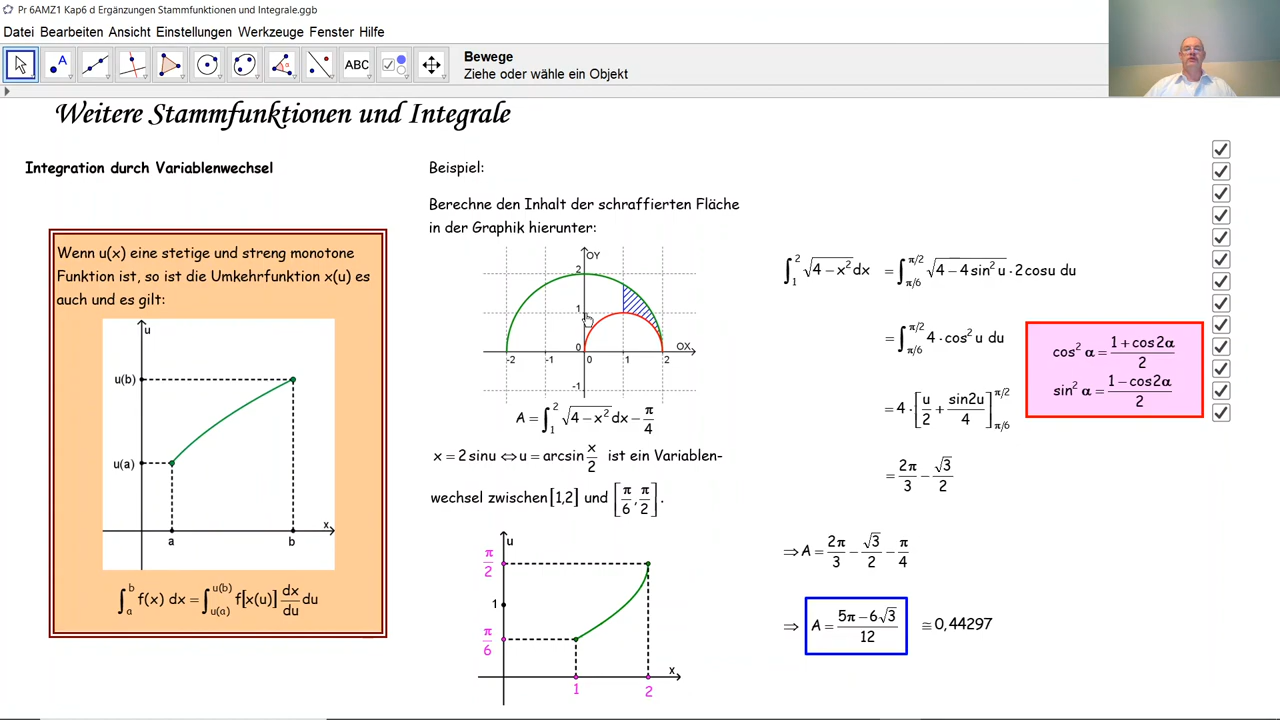 Pr 6AMZ1 Kap6 d Ergänzungen Stammfunktionen und Integrale.ggb
Datei Bearbeiten Ansicht Einstellungen Werkzeuge Fenster Hilfe
A
ABC
Bewege
Ziehe oder wähle ein Objekt
Weitere Stammfunktionen und Integrale
Integration durch Variablenwechsel
Wenn u(x) eine stetige und streng monotone
Funktion ist, so ist die Umkehrfunktion x(u) es
auch und es gilt:
u
u(b)
u(a)
x
a b
∫_a^b f(x) dx = ∫_{u(a)}^{u(b)} f[x(u)] dx/du du
Beispiel:
Berechne den Inhalt der schraffierten Fläche
in der Graphik hierunter:
OY
2
1
0
OX
-2 -1 0 1 2
-1
A = ∫_1^2 √(4 − x²) dx − π/4
x = 2 sinu ⇔ u = arcsin x/2 ist ein Variablen-
wechsel zwischen [1,2] und [π/6, π/2].
u
π/2
1
π/6
x
1 2
∫_1^2 √(4 − x²) dx = ∫_{π/6}^{π/2} √(4 − 4 sin² u) · 2 cosu du
= ∫_{π/6}^{π/2} 4 · cos² u du
= 4 · [u/2 + sin2u/4]_{π/6}^{π/2}
= 2π/3 − √3/2
⇒ A = 2π/3 − √3/2 − π/4
⇒ A = (5π − 6√3)/12 ≅ 0,44297
cos² α = (1 + cos2α)/2
sin² α = (1 − cos2α)/2